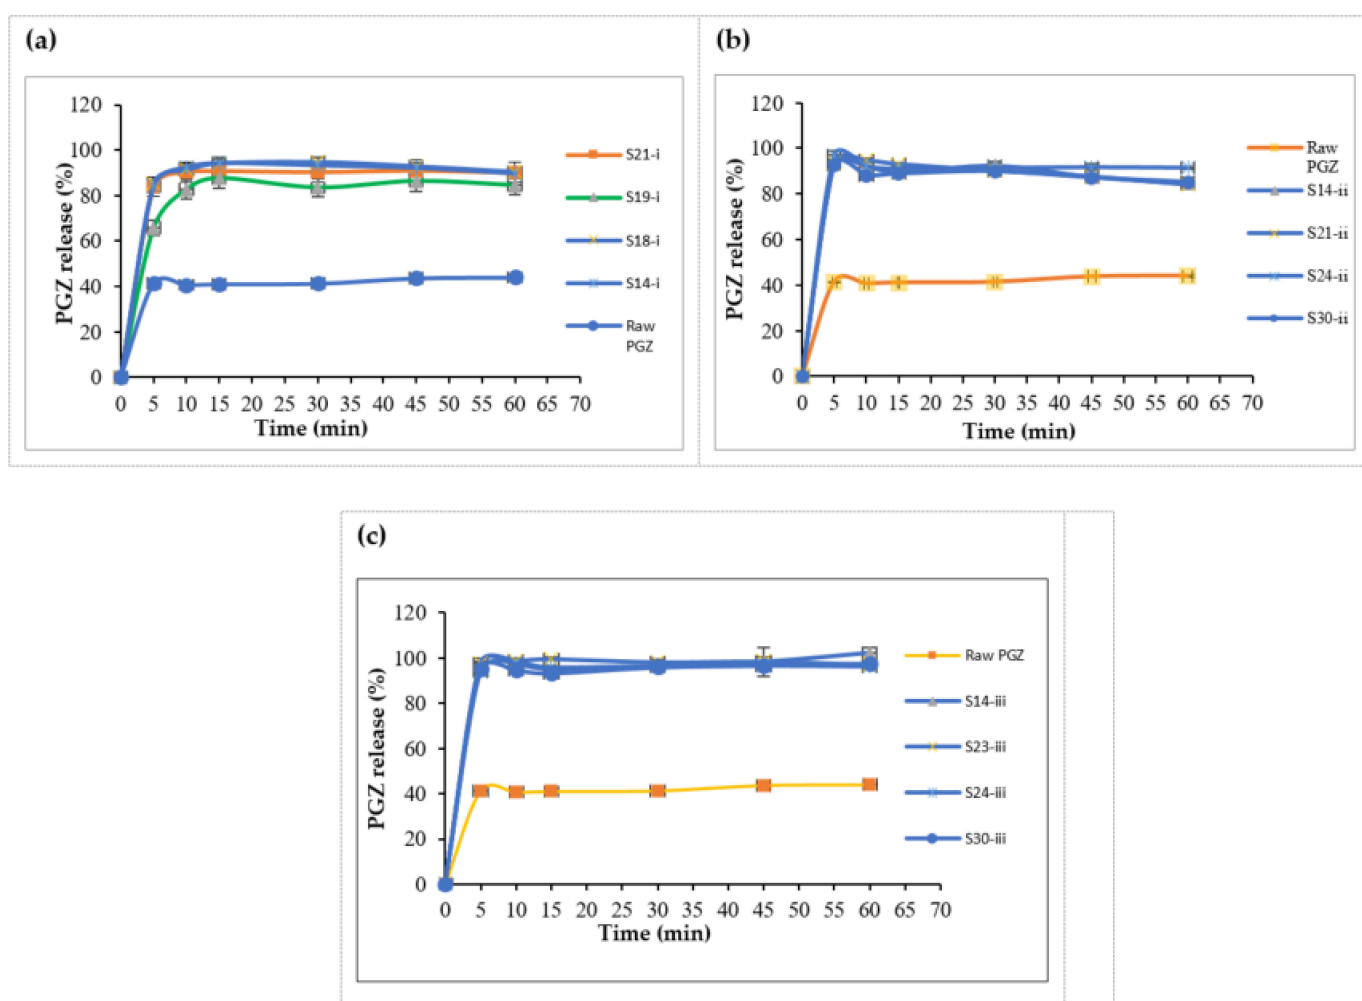 (a)
120
100
80
60
40
20
0
PGZ release (%)
0 5 10 15 20 25 30 35 40 45 50 55 60 65 70
Time (min)
S21-i
S19-i
S18-i
S14-i
Raw
PGZ
(b)
120
100
80
60
40
20
0
PGZ release (%)
0 5 10 15 20 25 30 35 40 45 50 55 60 65 70
Time (min)
Raw
PGZ
S14-ii
S21-ii
S24-ii
S30-ii
(c)
120
100
80
60
40
20
0
PGZ release (%)
0 5 10 15 20 25 30 35 40 45 50 55 60 65 70
Time (min)
Raw PGZ
S14-iii
S23-iii
S24-iii
S30-iii